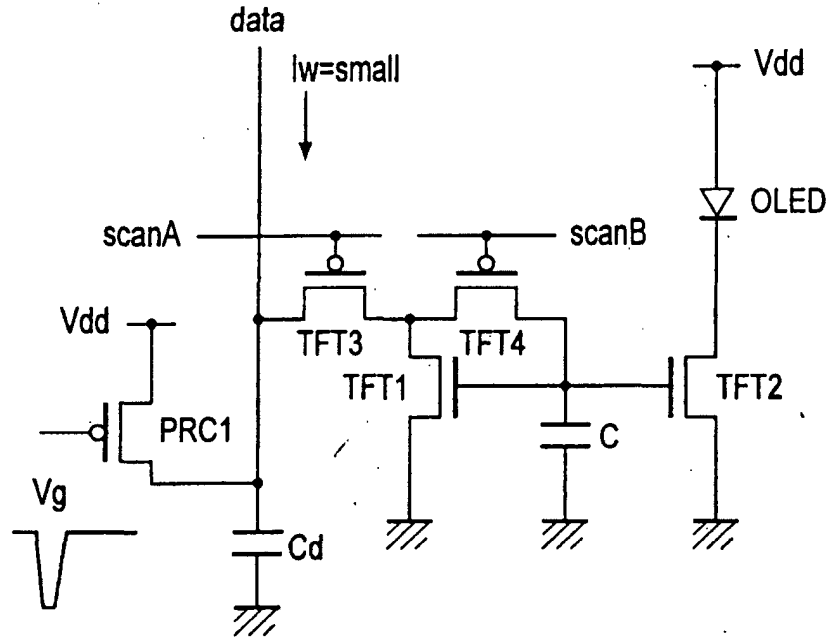 data
Iw=small
Vdd
OLED
scanA
scanB
Vdd
TFT3
TFT4
TFT1
TFT2
PRC1
C
Vg
Cd